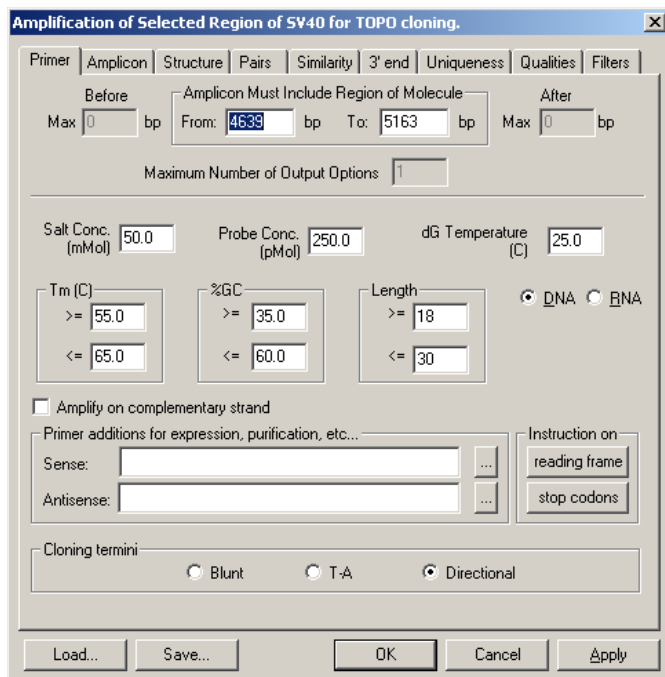 Amplification of Selected Region of SV40 for TOPO cloning.
Primer Amplicon Structure Pairs Similarity 3' end Uniqueness Qualities Filters
Before Amplicon Must Include Region of Molecule After
Max 0 bp From: 4639 bp To: 5163 bp Max 0 bp
Maximum Number of Output Options 1
Salt Conc. (mMol) 50.0 Probe Conc. (pMol) 250.0 dG Temperature (C) 25.0
Tm (C) %GC Length DNA RNA
>= 55.0 >= 35.0 >= 18
<= 65.0 <= 60.0 <= 30
Amplify on complementary strand
Primer additions for expression, purification, etc... Instruction on
Sense: ... reading frame
Antisense: ... stop codons
Cloning termini
Blunt T-A Directional
Load... Save... OK Cancel Apply